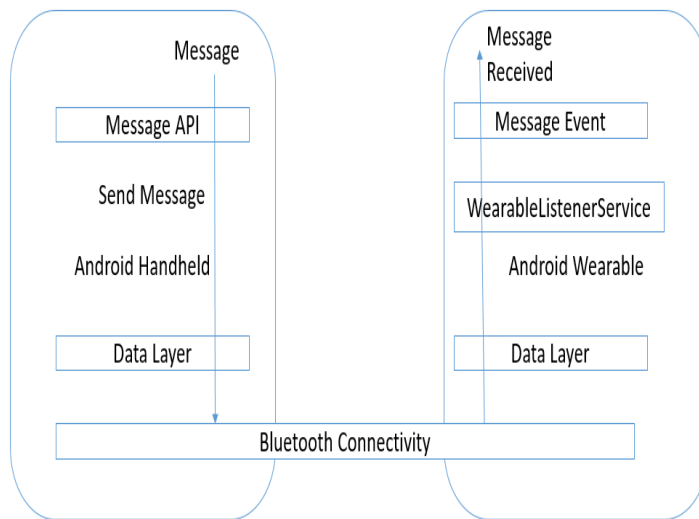 Message
Message API
Send Message
Android Handheld
Data Layer
Message
Received
Message Event
WearableListenerService
Android Wearable
Data Layer
Bluetooth Connectivity